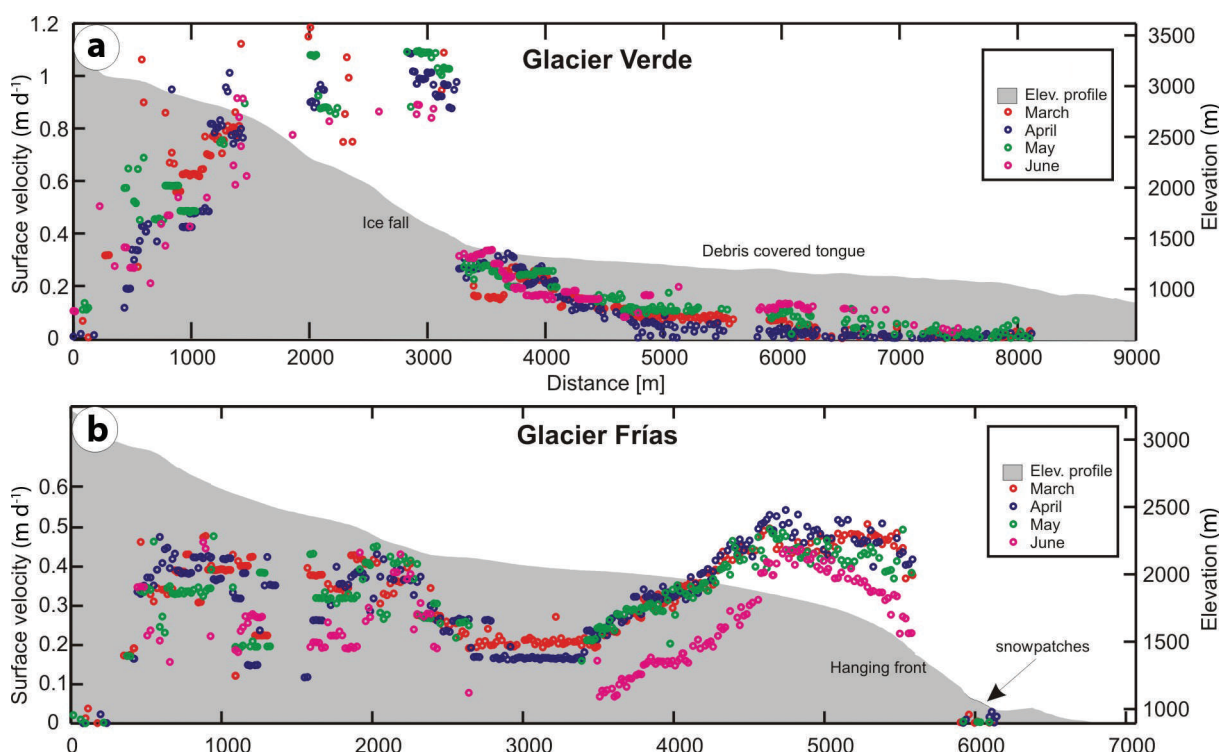 a
Glacier Verde
Surface velocity (m d⁻¹)
1.2
1
0.8
0.6
0.4
0.2
0
Elevation (m)
3500
3000
2500
2000
1500
1000
Elev. profile
March
April
May
June
Ice fall
Debris covered tongue
0 1000 2000 3000 4000 5000 6000 7000 8000 9000
Distance [m]
b
Glacier Frías
Surface velocity (m d⁻¹)
0.6
0.5
0.4
0.3
0.2
0.1
0
Elevation (m)
3000
2500
2000
1500
1000
Elev. profile
March
April
May
June
Hanging front
snowpatches
0 1000 2000 3000 4000 5000 6000 7000